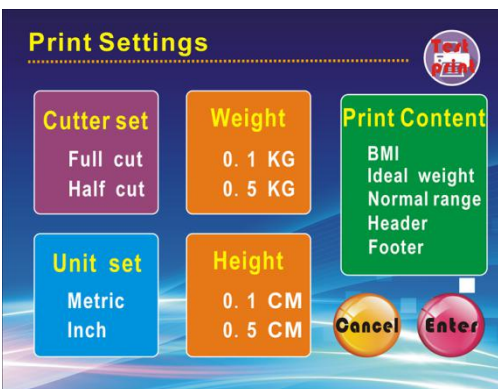 Print Settings
Test
print
Cutter set
Full cut
Half cut
Weight
0.1 KG
0.5 KG
Print Content
BMI
Ideal weight
Normal range
Header
Footer
Unit set
Metric
Inch
Height
0.1 CM
0.5 CM
Cancel
Enter